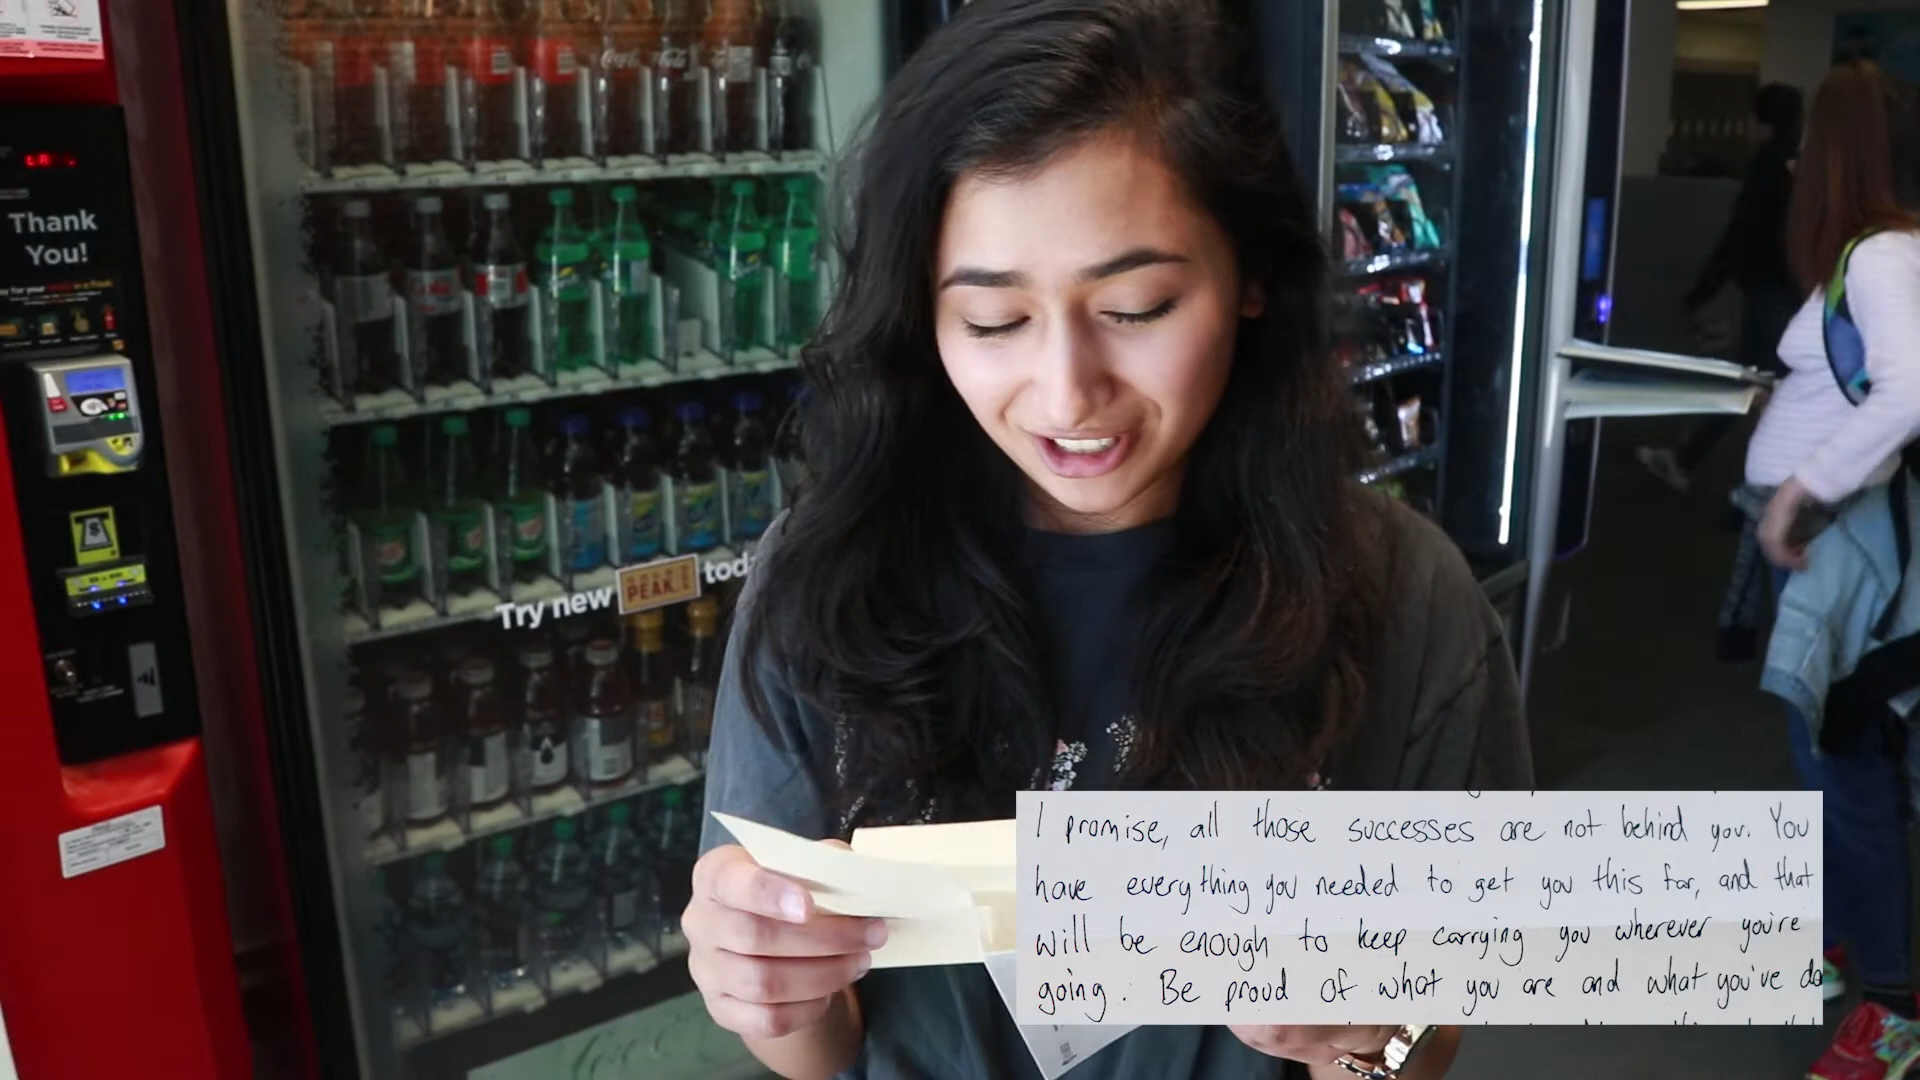 Thank
You!
Try new
PEAK
I promise, all those successes are not behind you. You
have everything you needed to get you this far, and that
will be enough to keep carrying you wherever you're
going. Be proud of what you are and what you've do